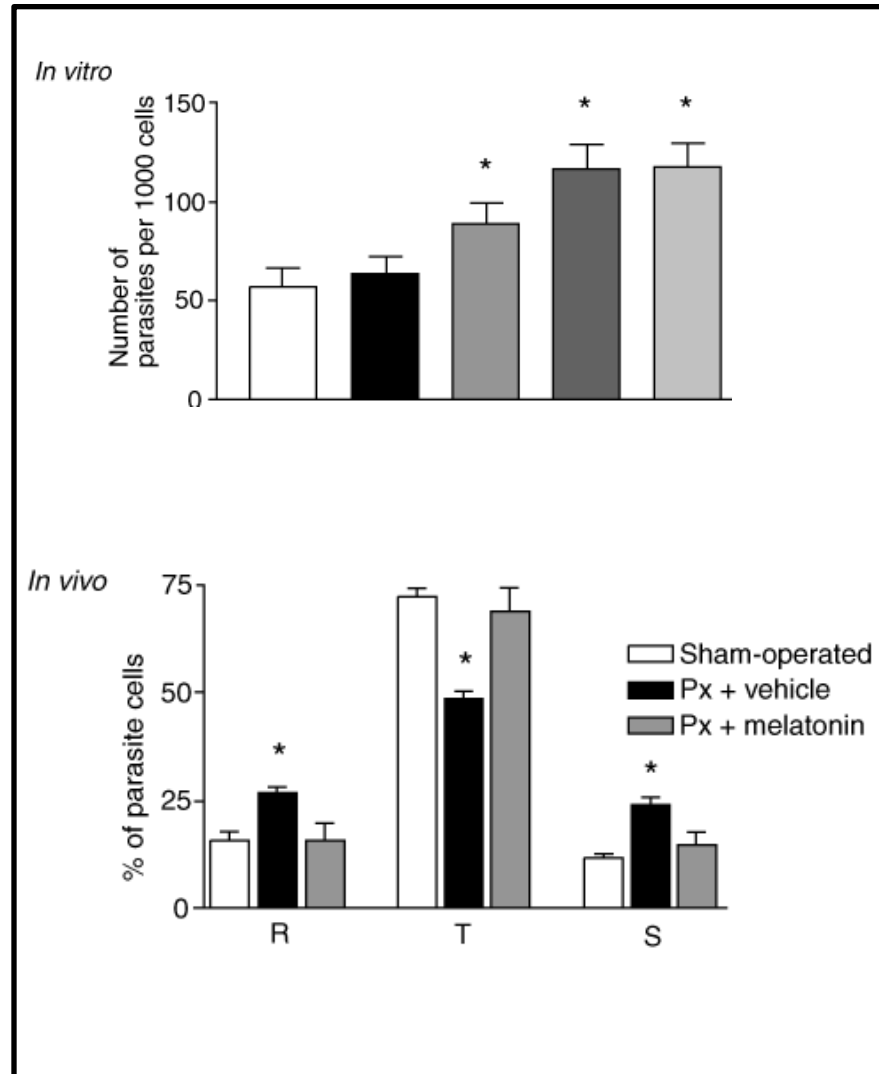 In vitro
Number of
parasites per 1000 cells
150
100
50
0
* * *
In vivo
% of parasite cells
75
50
25
0
* * *
R T S
Sham-operated
Px + vehicle
Px + melatonin